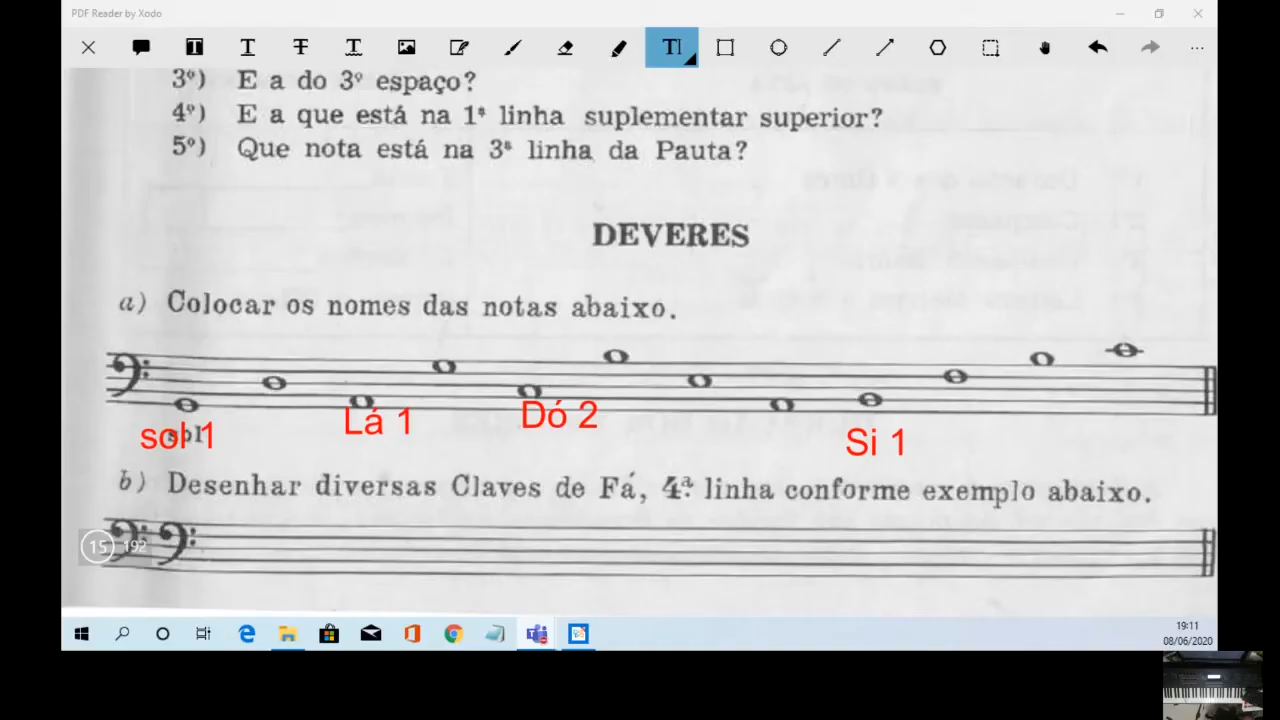 PDF Reader by Xodo
3º) E a do 3º espaço?
4º) E a que está na 1ª linha suplementar superior?
5º) Que nota está na 3ª linha da Pauta?
DEVERES
a) Colocar os nomes das notas abaixo.
sol 1 Lá 1 Dó 2 Si 1
sol
b) Desenhar diversas Claves de Fá, 4ª linha conforme exemplo abaixo.
15 192
19:11
08/06/2020